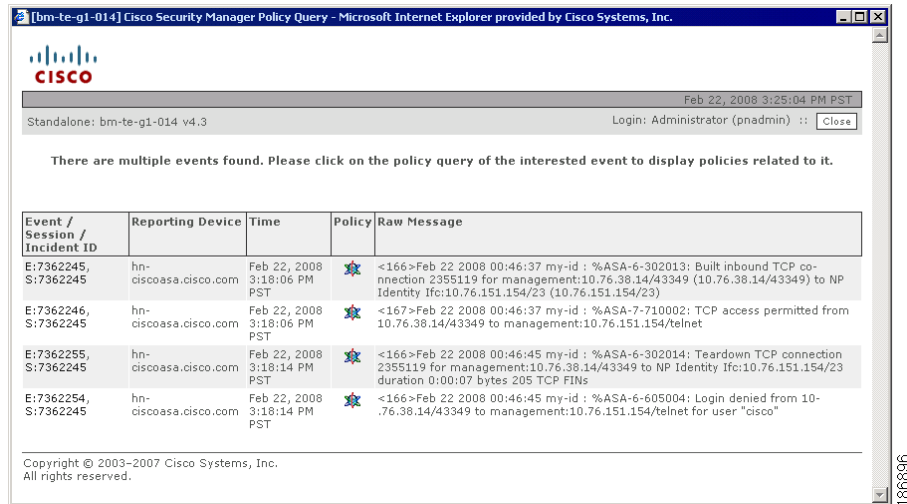 [bm-te-g1-014] Cisco Security Manager Policy Query - Microsoft Internet Explorer provided by Cisco Systems, Inc.
CISCO
Feb 22, 2008 3:25:04 PM PST
Standalone: bm-te-g1-014 v4.3
Login: Administrator (pnadmin) :: Close
There are multiple events found. Please click on the policy query of the interested event to display policies related to it.
Event / Session / Incident ID Reporting Device Time Policy Raw Message
E:7362245, S:7362245 hn-ciscoasa.cisco.com Feb 22, 2008 3:18:06 PM PST <166>Feb 22 2008 00:46:37 my-id : %ASA-6-302013: Built inbound TCP co-
nnection 2355119 for management:10.76.38.14/43349 (10.76.38.14/43349) to NP
Identity Ifc:10.76.151.154/23 (10.76.151.154/23)
E:7362246, S:7362245 hn-ciscoasa.cisco.com Feb 22, 2008 3:18:06 PM PST <167>Feb 22 2008 00:46:37 my-id : %ASA-7-710002: TCP access permitted from
10.76.38.14/43349 to management:10.76.151.154/telnet
E:7362255, S:7362245 hn-ciscoasa.cisco.com Feb 22, 2008 3:18:14 PM PST <166>Feb 22 2008 00:46:45 my-id : %ASA-6-302014: Teardown TCP connection
2355119 for management:10.76.38.14/43349 to NP Identity Ifc:10.76.151.154/23
duration 0:00:07 bytes 205 TCP FINs
E:7362254, S:7362245 hn-ciscoasa.cisco.com Feb 22, 2008 3:18:14 PM PST <166>Feb 22 2008 00:46:45 my-id : %ASA-6-605004: Login denied from 10-
.76.38.14/43349 to management:10.76.151.154/telnet for user "cisco"
Copyright © 2003-2007 Cisco Systems, Inc.
All rights reserved.
186896